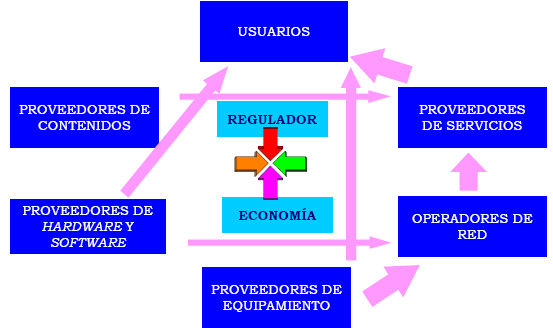 USUARIOS
PROVEEDORES DE
CONTENIDOS
REGULADOR
PROVEEDORES
DE SERVICIOS
PROVEEDORES DE
HARDWARE Y
SOFTWARE
ECONOMÍA
OPERADORES DE
RED
PROVEEDORES DE
EQUIPAMIENTO